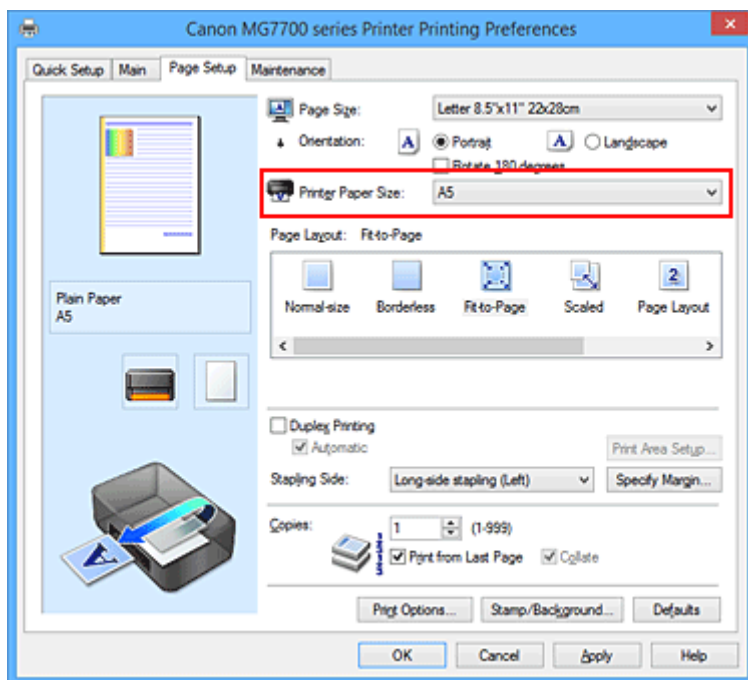 Canon MG7700 series Printer Printing Preferences
Quick Setup Main Page Setup Maintenance
Page Size: Letter 8.5"x11" 22x28cm
Orientation: A Portrait A Landscape
Rotate 180 degrees
Printer Paper Size: A5
Page Layout: Fit-to-Page
Normal-size Borderless Fit-to-Page Scaled Page Layout
Plain Paper
A5
Duplex Printing
Automatic
Print Area Setup...
Stapling Side: Long-side stapling (Left) Specify Margin...
Copies: 1 (1-999)
Print from Last Page Collate
Print Options... Stamp/Background... Defaults
OK Cancel Apply Help